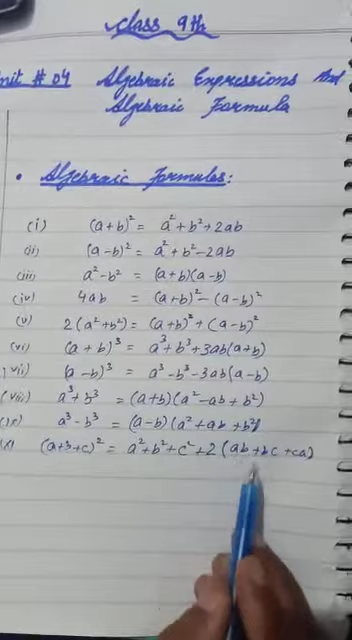 Class 9th
Unit # 04 Algebraic Expressions And
Algebraic Formula
• Algebraic Formulas:
(i) (a+b)² = a²+b²+2ab
(ii) (a-b)² = a²+b²-2ab
(iii) a²-b² = (a+b)(a-b)
(iv) 4ab = (a+b)²-(a-b)²
(v) 2(a²+b²) = (a+b)²+(a-b)²
(vi) (a+b)³ = a³+b³+3ab(a+b)
(vii) (a-b)³ = a³-b³-3ab(a-b)
(viii) a³+b³ = (a+b)(a²-ab+b²)
(ix) a³-b³ = (a-b)(a²+ab+b²)
(x) (a+b+c)² = a²+b²+c²+2(ab+bc+ca)